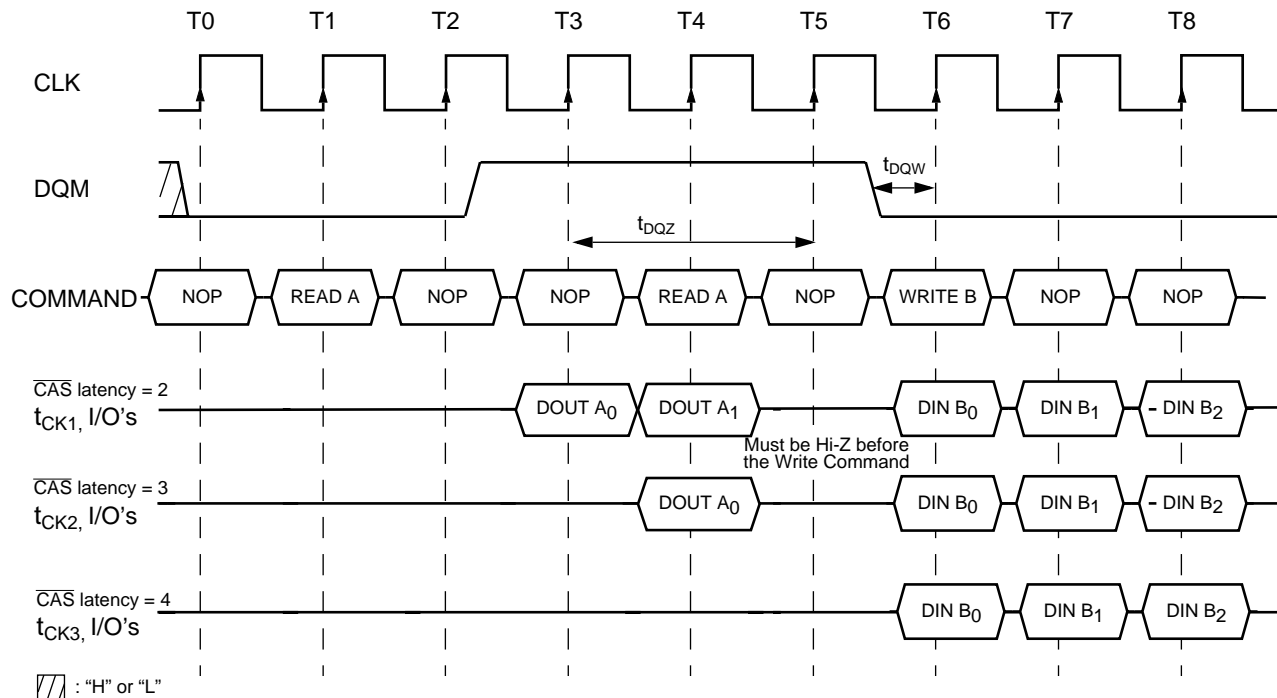 T0 T1 T2 T3 T4 T5 T6 T7 T8
CLK
DQM
tDQW
tDQZ
COMMAND NOP READ A NOP NOP READ A NOP WRITE B NOP NOP
CAS latency = 2
tCK1, I/O's
DOUT A0 DOUT A1 DIN B0 DIN B1 DIN B2
Must be Hi-Z before
the Write Command
CAS latency = 3
tCK2, I/O's
DOUT A0 DIN B0 DIN B1 DIN B2
CAS latency = 4
tCK3, I/O's
DIN B0 DIN B1 DIN B2
: “H” or “L”